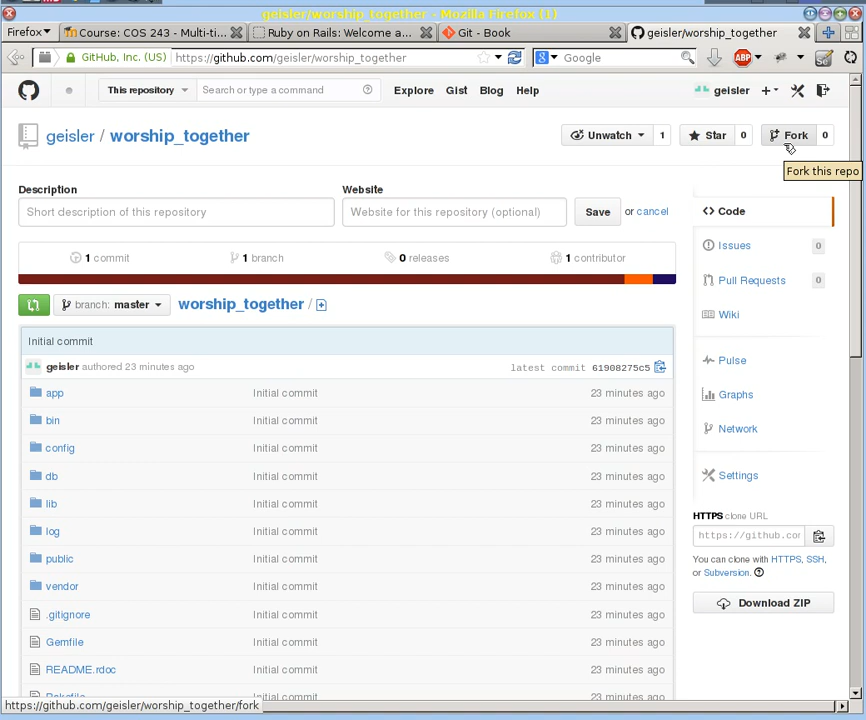 geisler/worship_together - Mozilla Firefox (1)
Firefox Course: COS 243 - Multi-ti... Ruby on Rails: Welcome a... Git - Book geisler/worship_together
GitHub, Inc. (US) https://github.com/geisler/worship_together Google ABP
This repository Search or type a command Explore Gist Blog Help geisler
geisler / worship_together Unwatch 1 Star 0 Fork 0
Fork this repo
Description Website
Short description of this repository Website for this repository (optional) Save or cancel
1 commit 1 branch 0 releases 1 contributor
branch: master worship_together /
Initial commit
geisler authored 23 minutes ago latest commit 61908275c5
app Initial commit 23 minutes ago
bin Initial commit 23 minutes ago
config Initial commit 23 minutes ago
db Initial commit 23 minutes ago
lib Initial commit 23 minutes ago
log Initial commit 23 minutes ago
public Initial commit 23 minutes ago
vendor Initial commit 23 minutes ago
.gitignore Initial commit 23 minutes ago
Gemfile Initial commit 23 minutes ago
README.rdoc Initial commit 23 minutes ago
Rakefile Initial commit 23 minutes ago
Code
Issues 0
Pull Requests 0
Wiki
Pulse
Graphs
Network
Settings
HTTPS clone URL
https://github.cor
You can clone with HTTPS, SSH,
or Subversion.
Download ZIP
https://github.com/geisler/worship_together/fork